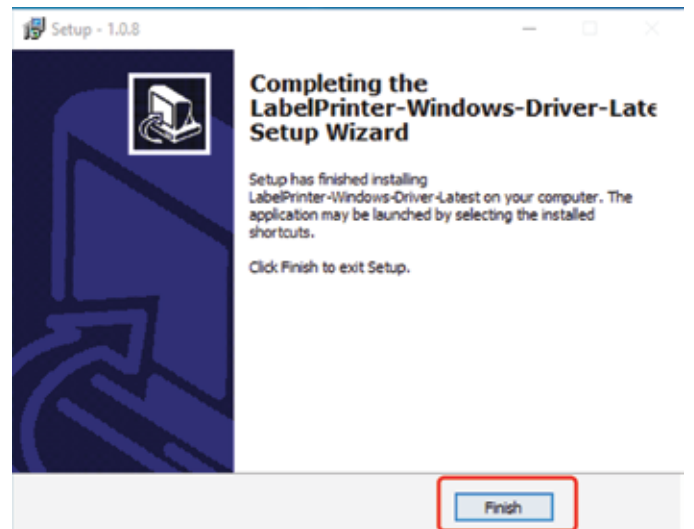 Setup - 1.0.8
Completing the
LabelPrinter-Windows-Driver-Late
Setup Wizard
Setup has finished installing
LabelPrinter-Windows-Driver-Latest on your computer. The
application may be launched by selecting the installed
shortcuts.
Click Finish to exit Setup.
Finish